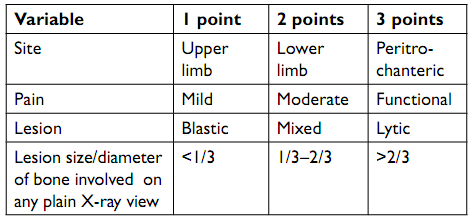 Variable 1 point 2 points 3 points
Site Upper limb Lower limb Peritro-chanteric
Pain Mild Moderate Functional
Lesion Blastic Mixed Lytic
Lesion size/diameter <1/3 1/3–2/3 >2/3
of bone involved on
any plain X-ray view